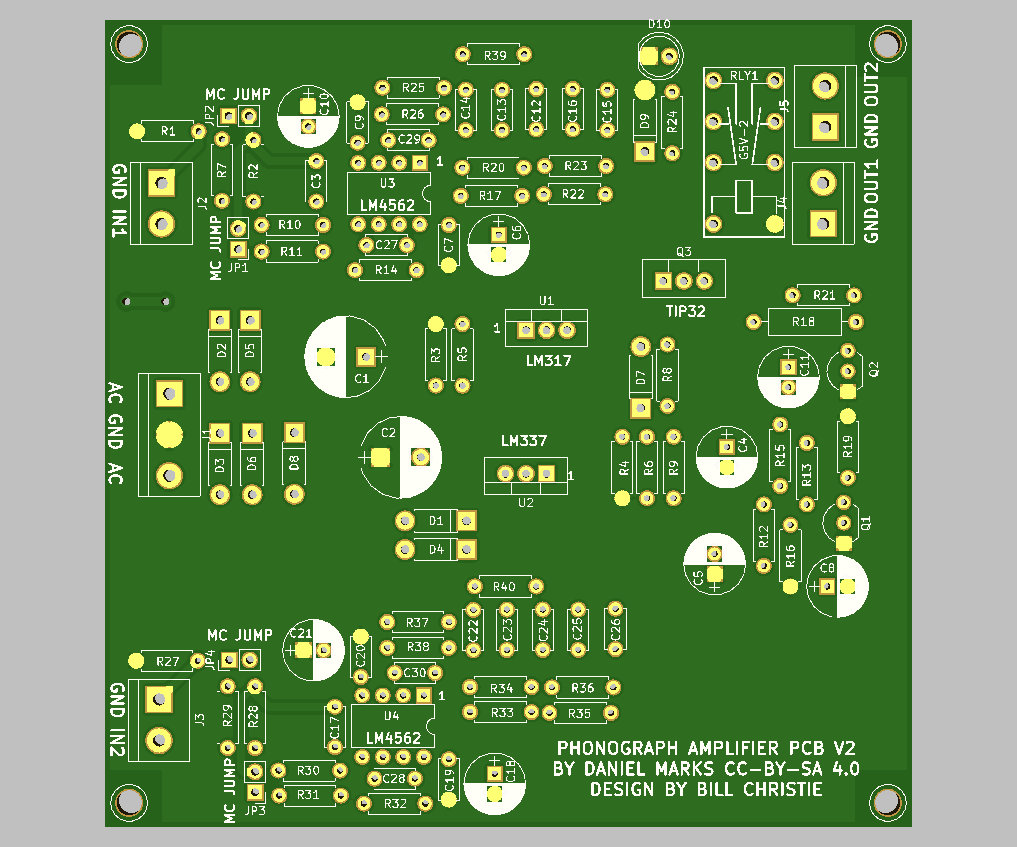 D10
R39
RLY1
G5V-2
J5
GND OUT2
MC JUMP
JP2
C10
R25
R26
C9
C29
C14
C13
C12
C16
C15
D9
R24
R1
R7
R2
C3
U3
1
LM4562
R20
R23
R17
R22
GND IN1
J2
MC JUMP
JP1
R10
R11
C27
R14
C7
C6
GND OUT1
J4
Q3
TIP32
R21
R18
D2
D5
C1
R3
R5
U1
1
LM317
D7
R8
C11
Q2
AC GND AC
J1
D3
D6
D8
C2
LM337
1
U2
R4
R6
R9
C4
R15
R13
R19
D1
D4
C5
R12
R16
Q1
C8
R40
MC JUMP
JP4
C21
R37
R38
C20
C30
C22
C23
C24
C25
C26
R27
R29
R28
C17
U4
1
LM4562
R34
R36
R33
R35
GND IN2
J3
MC JUMP
JP3
R30
R31
C28
R32
C19
C18
PHONOGRAPH AMPLIFIER PCB V2
BY DANIEL MARKS CC-BY-SA 4.0
DESIGN BY BILL CHRISTIE